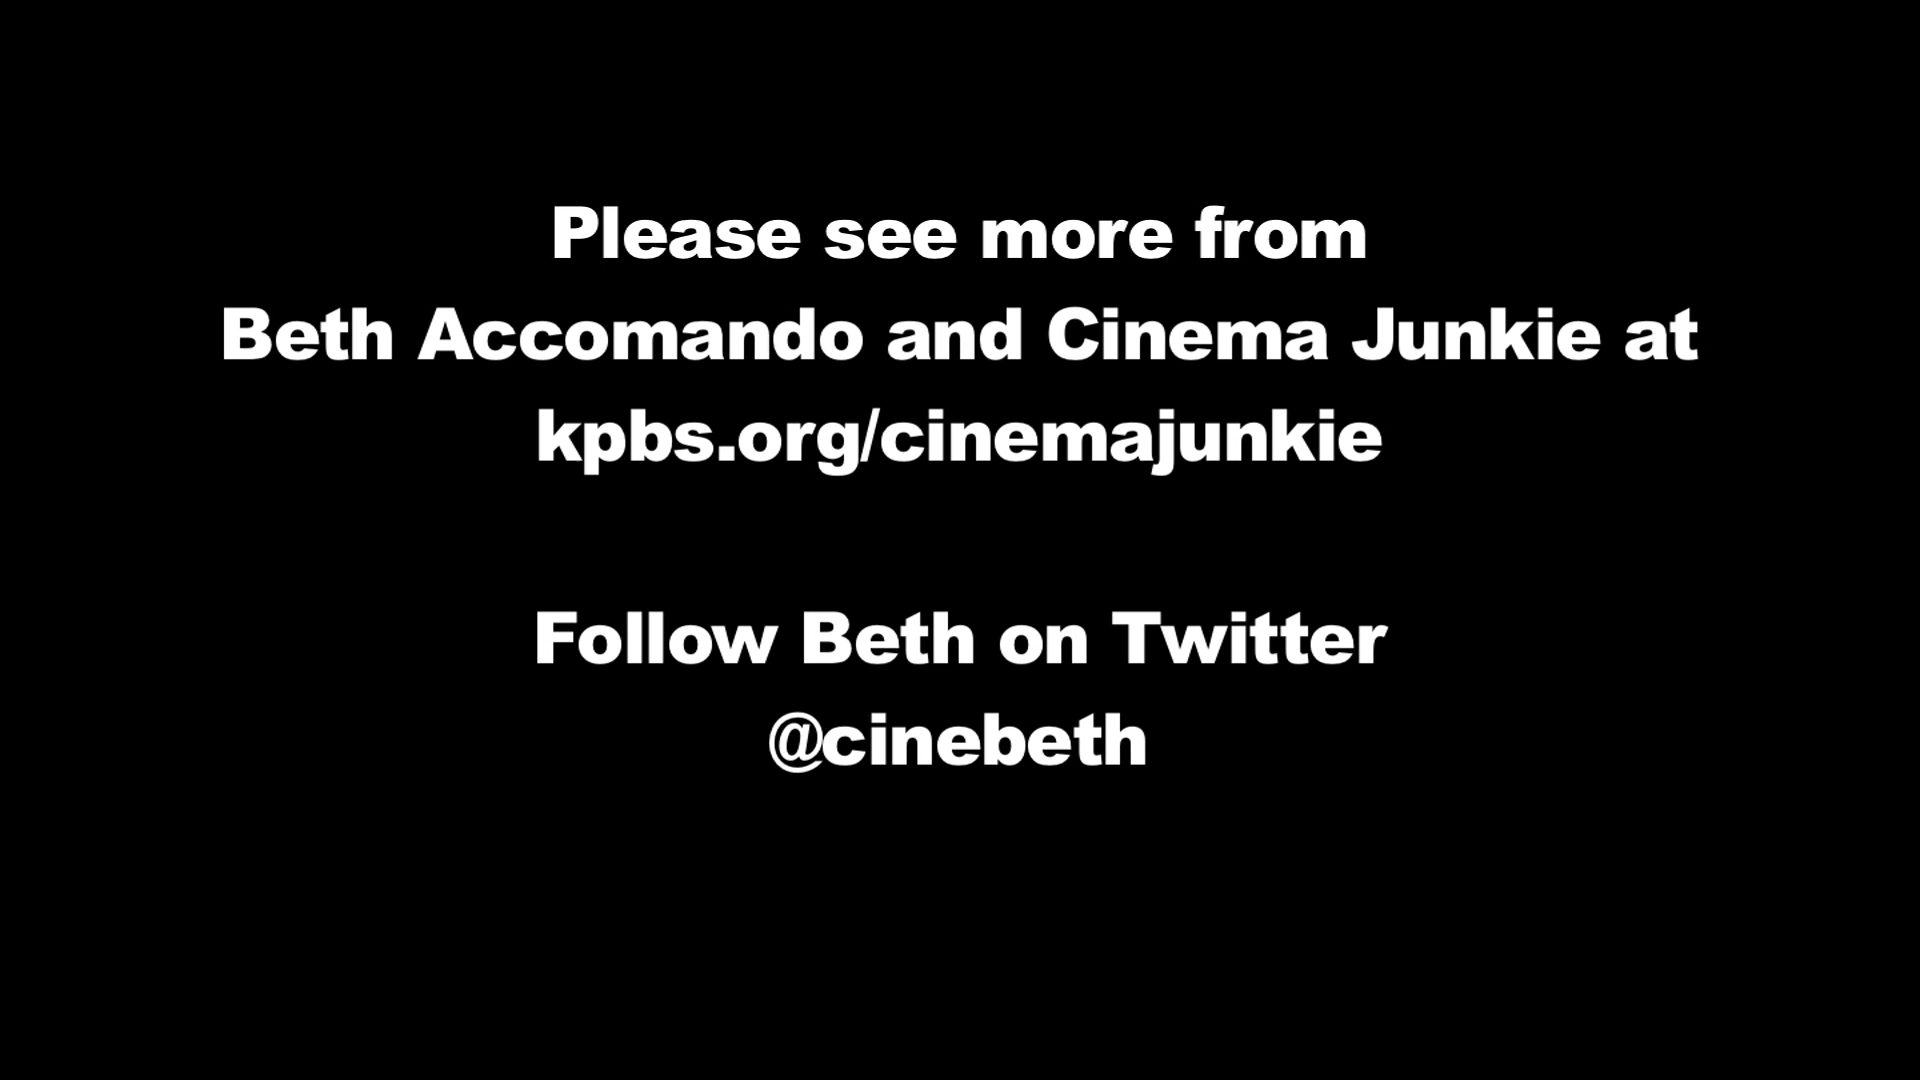 Please see more from
Beth Accomando and Cinema Junkie at
kpbs.org/cinemajunkie
Follow Beth on Twitter
@cinebeth